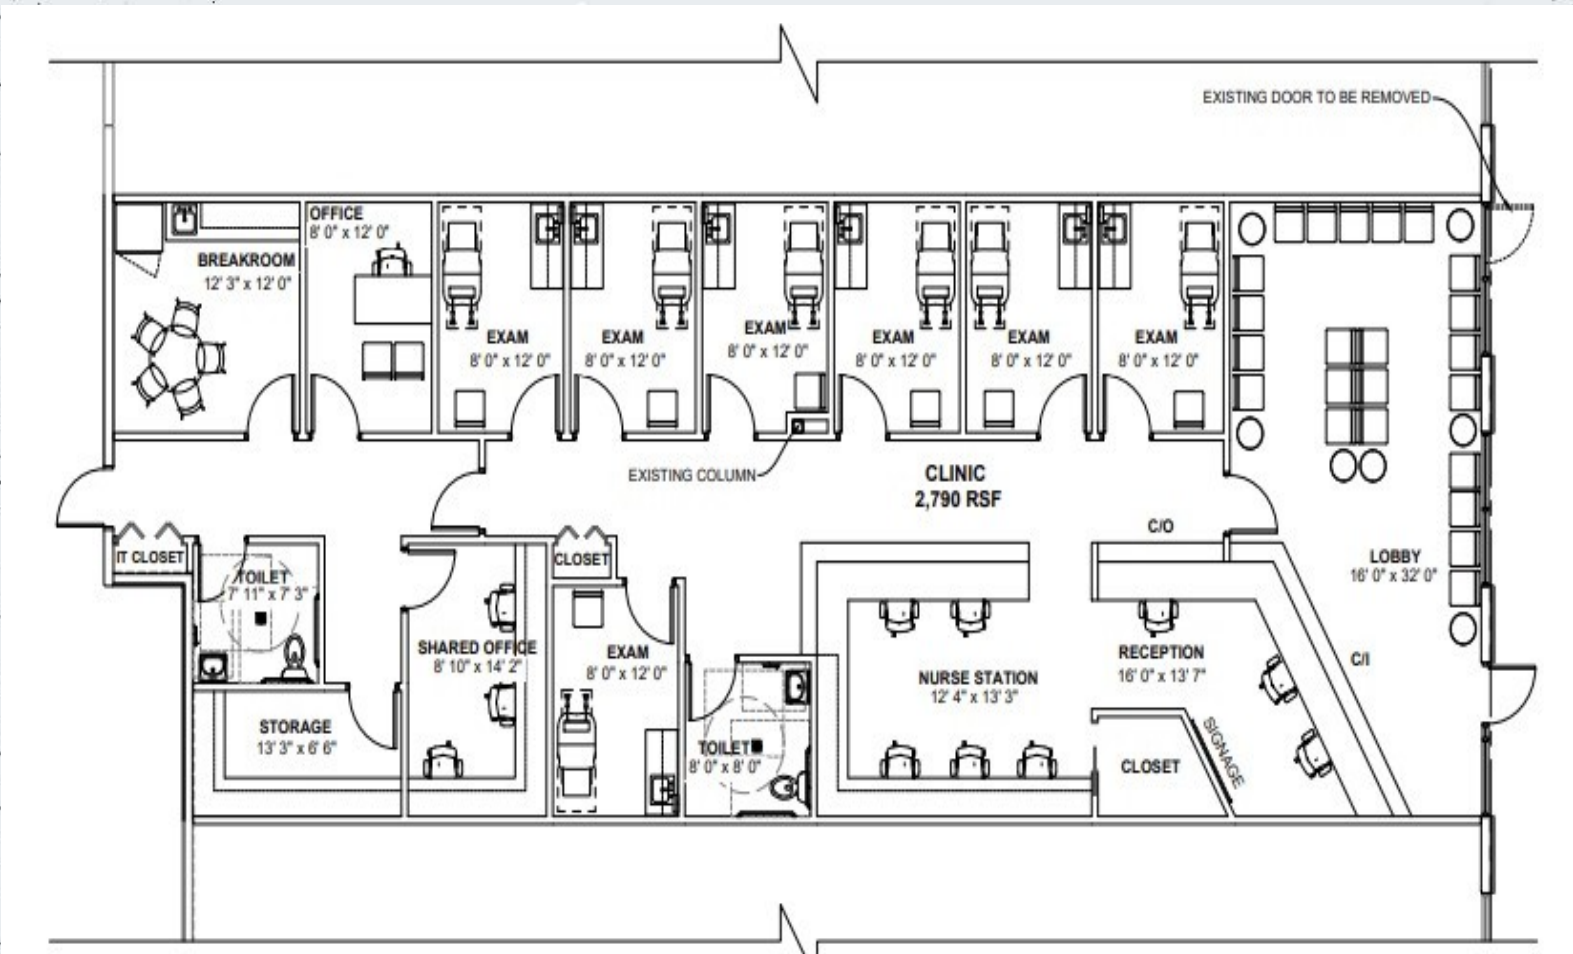 EXISTING DOOR TO BE REMOVED
OFFICE
8' 0" x 12' 0"
BREAKROOM
12' 3" x 12' 0"
EXAM
8' 0" x 12' 0"
EXAM
8' 0" x 12' 0"
EXAM
8' 0" x 12' 0"
EXAM
8' 0" x 12' 0"
EXAM
8' 0" x 12' 0"
EXAM
8' 0" x 12' 0"
EXISTING COLUMN
CLINIC
2,790 RSF
C/O
IT CLOSET
CLOSET
LOBBY
16' 0" x 32' 0"
TOILET
7' 11" x 7' 3"
SHARED OFFICE
8' 10" x 14' 2"
EXAM
8' 0" x 12' 0"
NURSE STATION
12' 4" x 13' 3"
RECEPTION
16' 0" x 13' 7"
C/I
STORAGE
13' 3" x 6' 6"
TOILET
8' 0" x 8' 0"
CLOSET
SIGNAGE